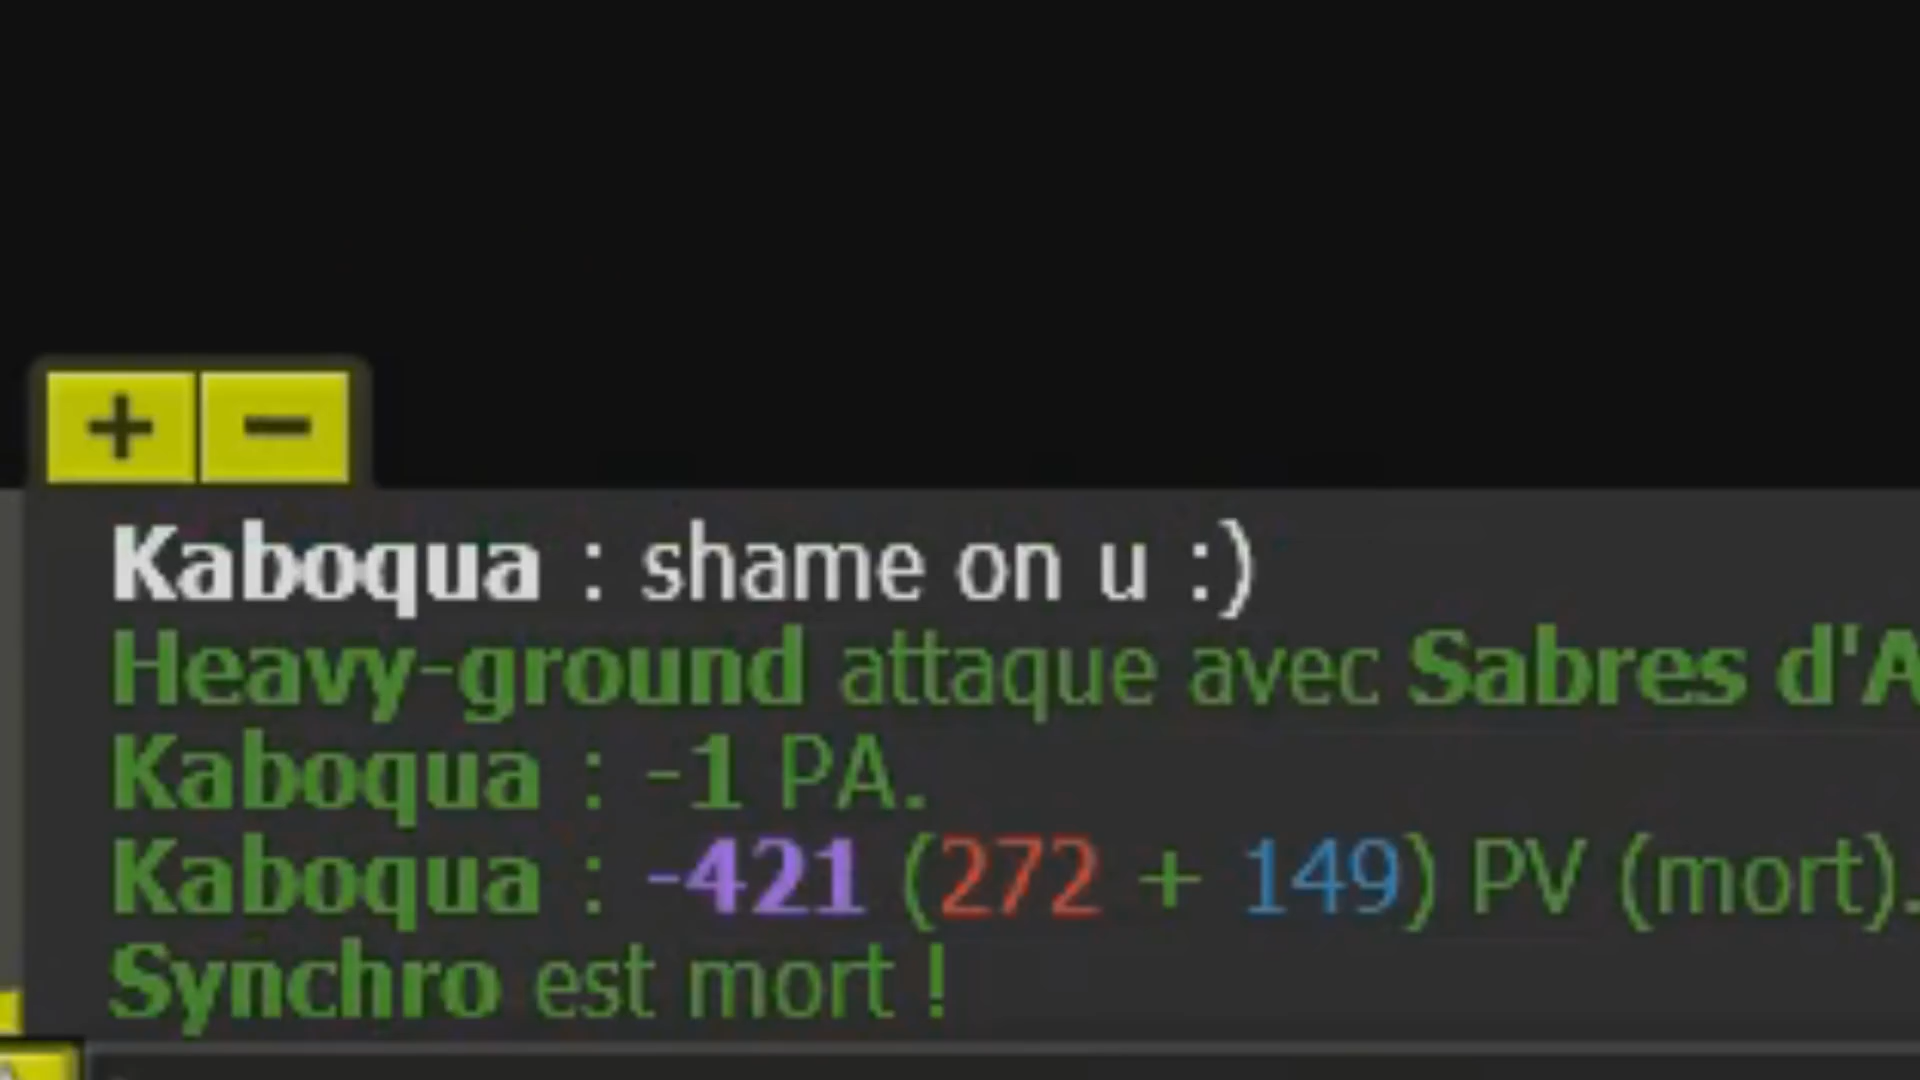 + -
Kaboqua : shame on u :)
Heavy-ground attaque avec Sabres d'A
Kaboqua : -1 PA.
Kaboqua : -421 (272 + 149) PV (mort).
Synchro est mort !